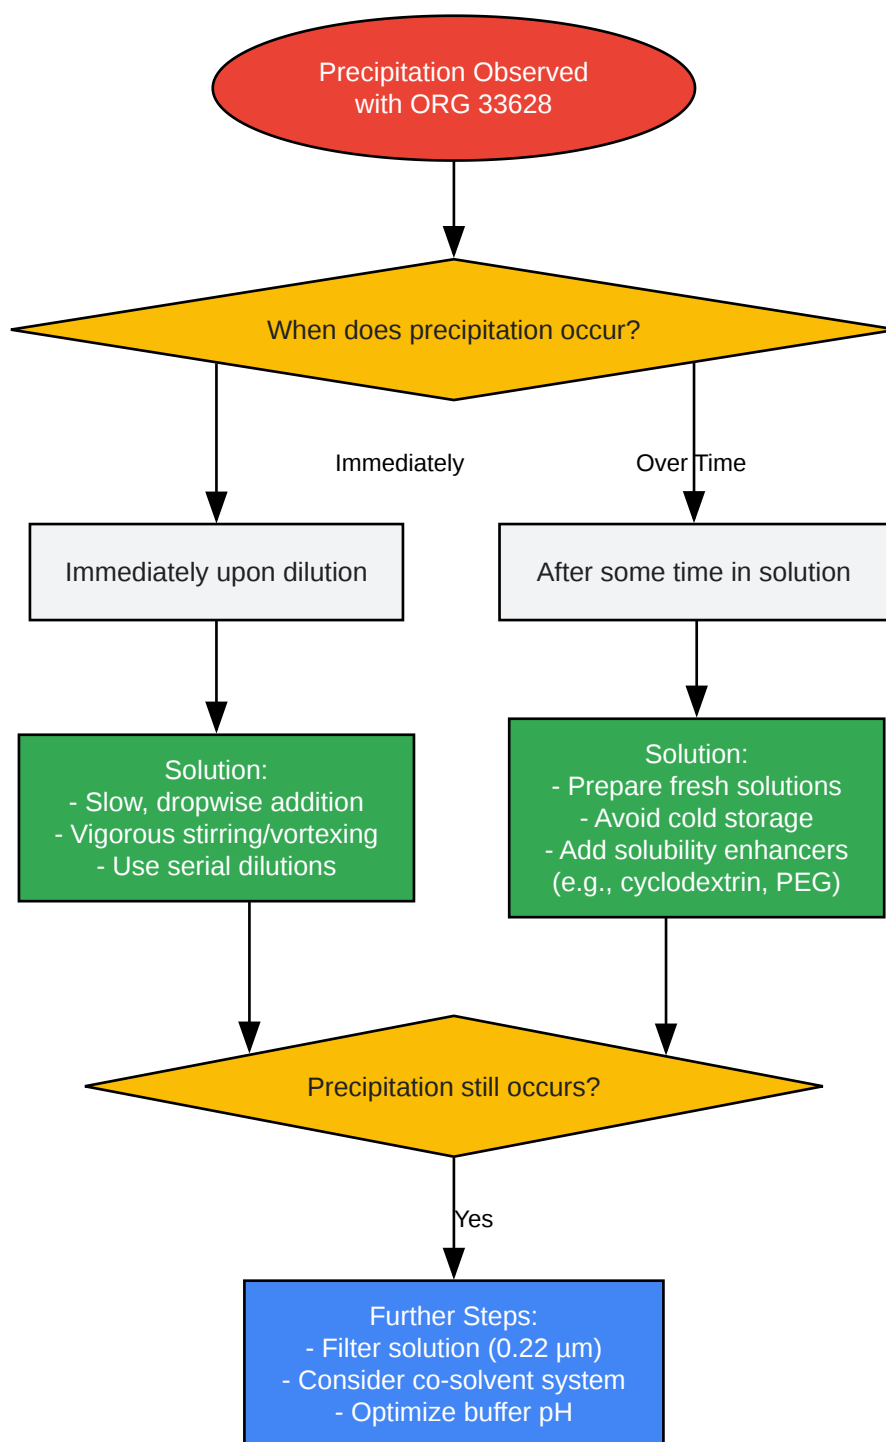 Precipitation Observed
with ORG 33628
When does precipitation occur?
Immediately
Over Time
Immediately upon dilution
After some time in solution
Solution:
- Slow, dropwise addition
- Vigorous stirring/vortexing
- Use serial dilutions
Solution:
- Prepare fresh solutions
- Avoid cold storage
- Add solubility enhancers
(e.g., cyclodextrin, PEG)
Precipitation still occurs?
Yes
Further Steps:
- Filter solution (0.22 µm)
- Consider co-solvent system
- Optimize buffer pH